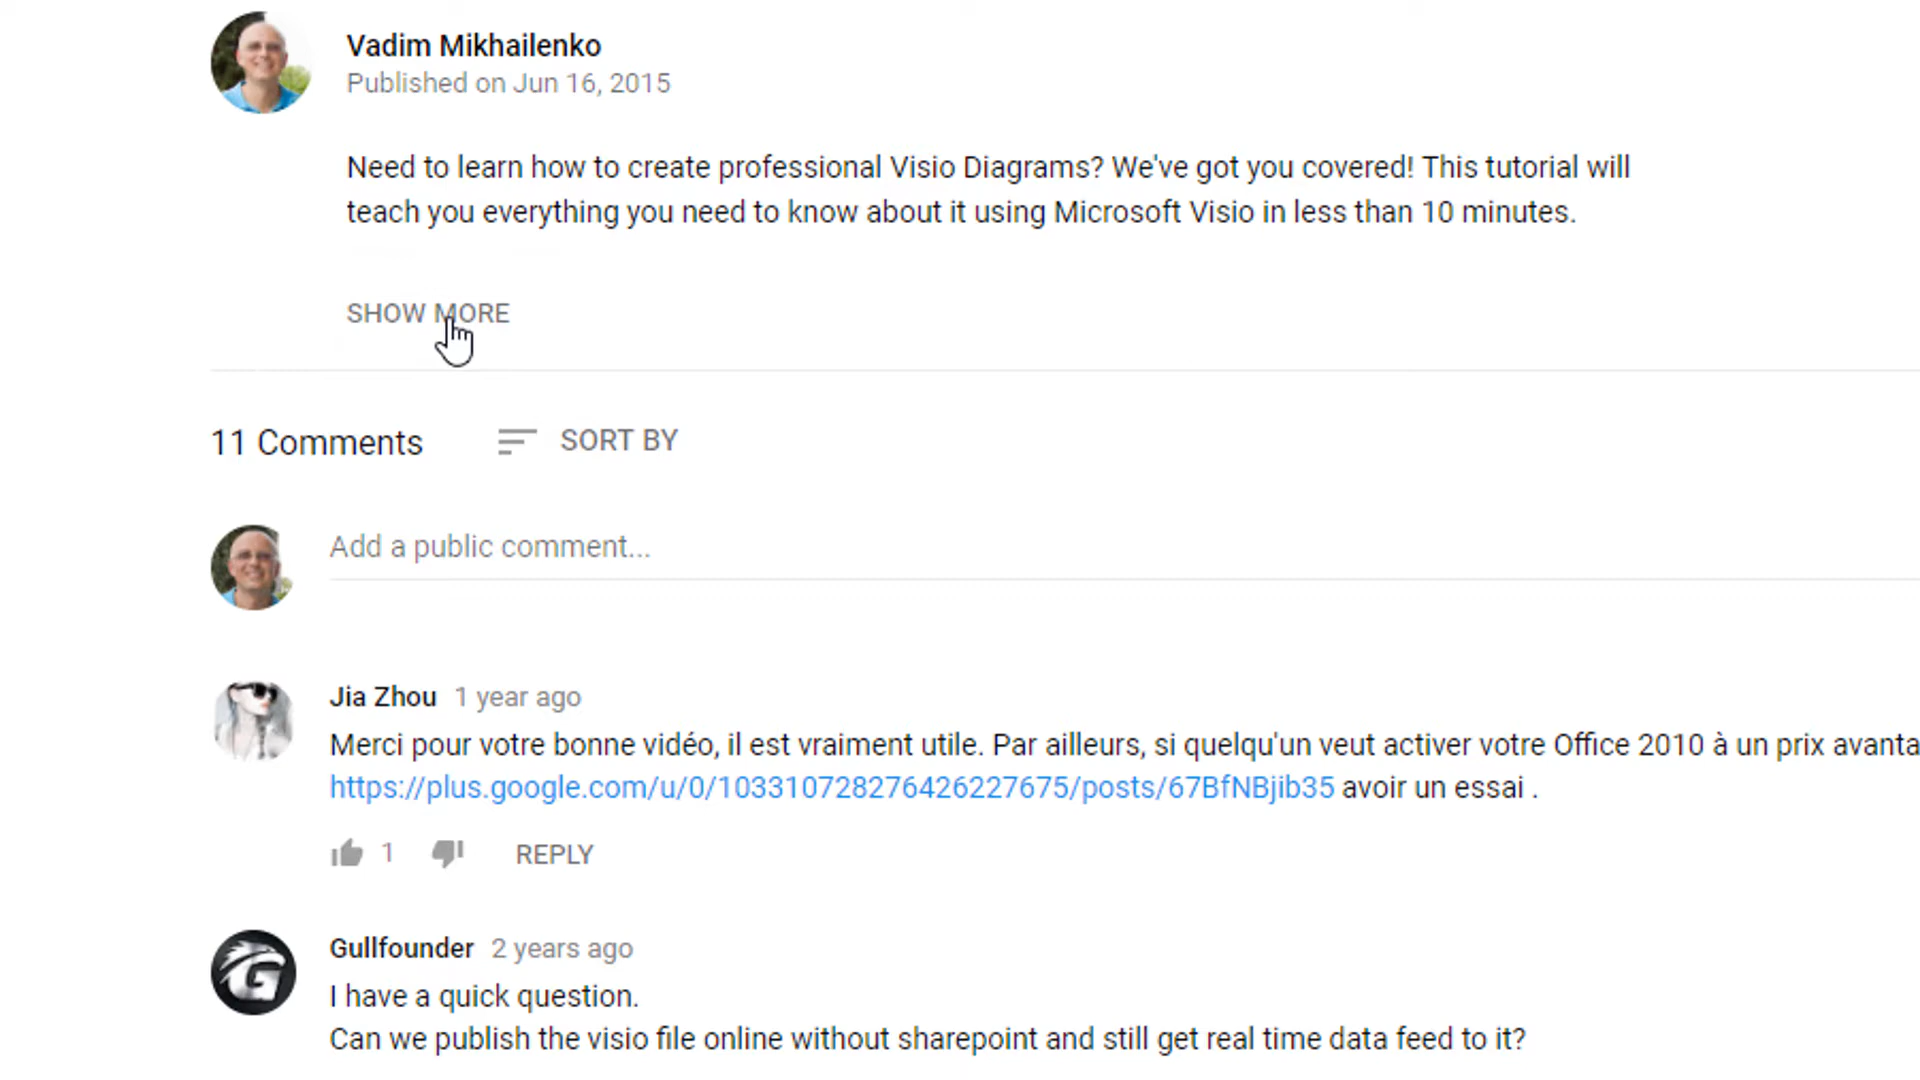 Vadim Mikhailenko
Published on Jun 16, 2015
Need to learn how to create professional Visio Diagrams? We've got you covered! This tutorial will
teach you everything you need to know about it using Microsoft Visio in less than 10 minutes.
SHOW MORE
11 Comments SORT BY
Add a public comment...
Jia Zhou 1 year ago
Merci pour votre bonne vidéo, il est vraiment utile. Par ailleurs, si quelqu'un veut activer votre Office 2010 à un prix avanta
https://plus.google.com/u/0/103310728276426227675/posts/67BfNBjib35 avoir un essai .
1 REPLY
Gullfounder 2 years ago
I have a quick question.
Can we publish the visio file online without sharepoint and still get real time data feed to it?